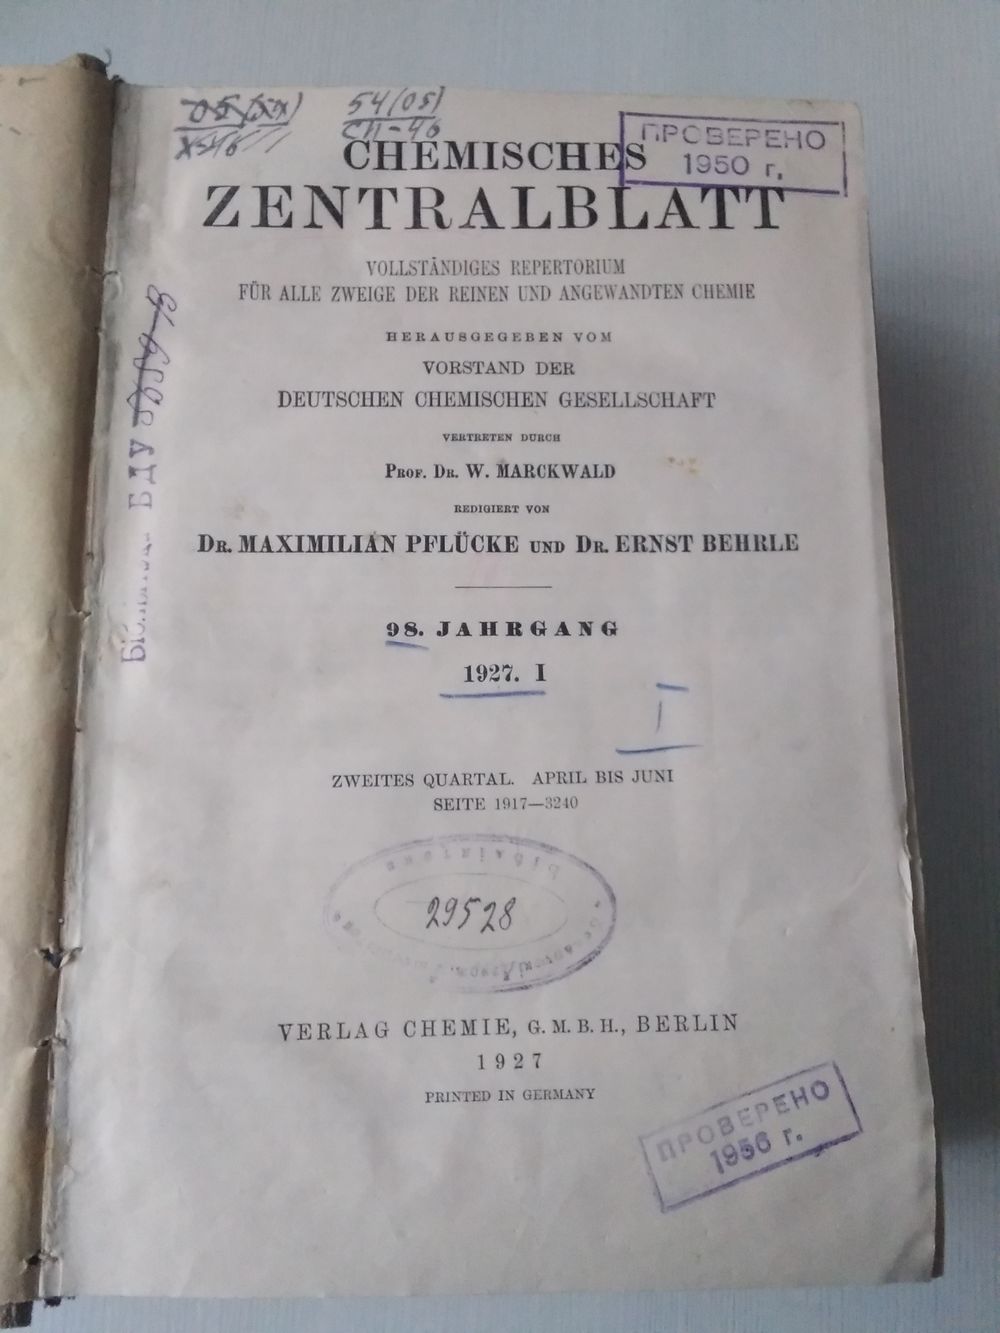 54(05)
ПРОВЕРЕНО
1950 г.
CHEMISCHES
ZENTRALBLATT
VOLLSTÄNDIGES REPERTORIUM
FÜR ALLE ZWEIGE DER REINEN UND ANGEWANDTEN CHEMIE
HERAUSGEGEBEN VOM
VORSTAND DER
DEUTSCHEN CHEMISCHEN GESELLSCHAFT
VERTRETEN DURCH
PROF. DR. W. MARCKWALD
REDIGIERT VON
DR. MAXIMILIAN PFLÜCKE UND DR. ERNST BEHRLE
БДУ
98. JAHRGANG
1927. I
I
ZWEITES QUARTAL. APRIL BIS JUNI
SEITE 1917—3240
29528
VERLAG CHEMIE, G. M. B. H., BERLIN
1927
PRINTED IN GERMANY
ПРОВЕРЕНО
1956 г.